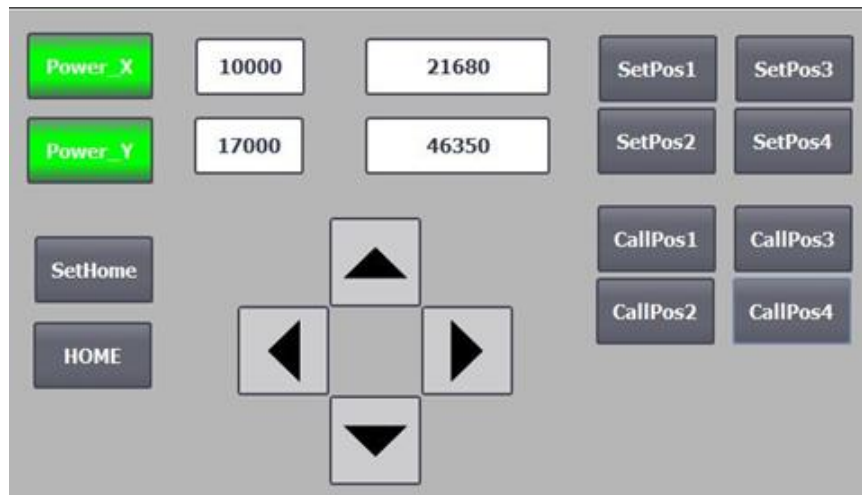 Power_X
10000
21680
SetPos1
SetPos3
Power_Y
17000
46350
SetPos2
SetPos4
SetHome
CallPos1
CallPos3
HOME
CallPos2
CallPos4